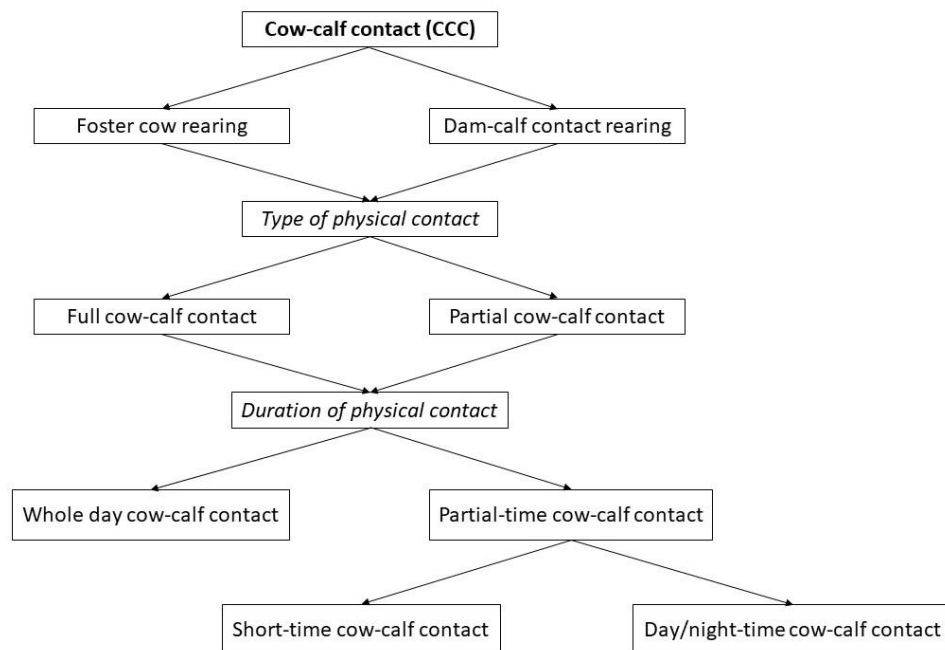 Cow-calf contact (CCC)
Foster cow rearing
Dam-calf contact rearing
Type of physical contact
Full cow-calf contact
Partial cow-calf contact
Duration of physical contact
Whole day cow-calf contact
Partial-time cow-calf contact
Short-time cow-calf contact
Day/night-time cow-calf contact